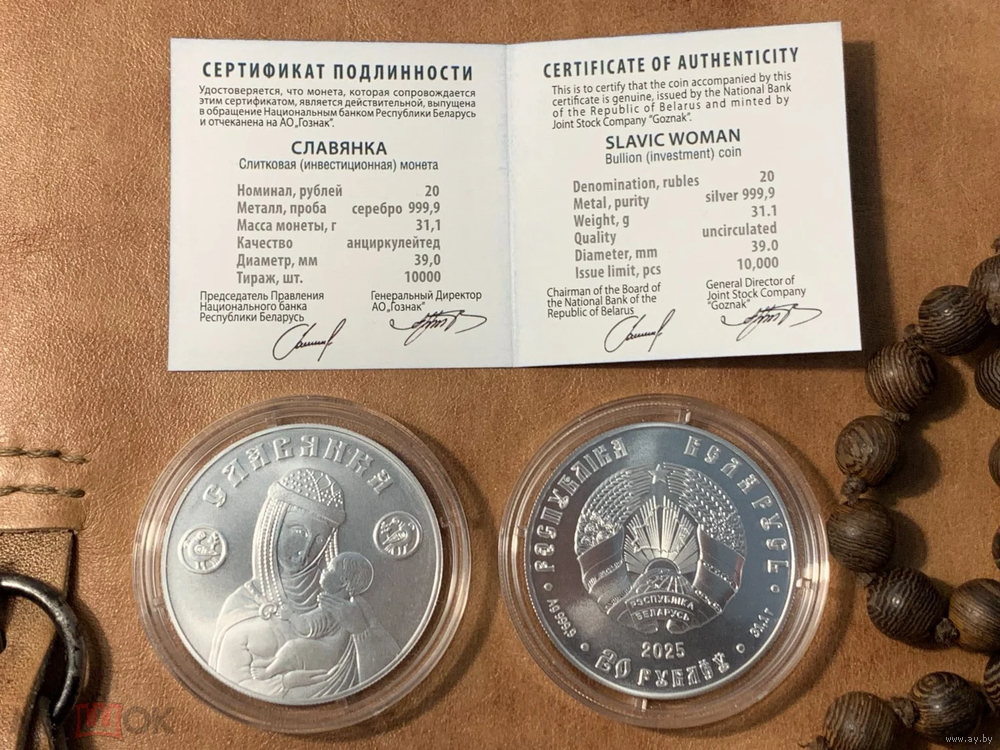 СЕРТИФИКАТ ПОДЛИННОСТИ
Удостоверяется, что монета, которая сопровождается
этим сертификатом, является действительной, выпущена
в обращение Национальным банком Республики Беларусь
и отчеканена на АО „Гознак".
СЛАВЯНКА
Слитковая (инвестиционная) монета
Номинал, рублей 20
Металл, проба серебро 999,9
Масса монеты, г 31,1
Качество анциркулейтед
Диаметр, мм 39,0
Тираж, шт. 10000
Председатель Правления
Национального банка
Республики Беларусь
Генеральный Директор
АО „Гознак"
CERTIFICATE OF AUTHENTICITY
This is to certify that the coin accompanied by this
certificate is genuine, issued by the National Bank
of the Republic of Belarus and minted by
Joint Stock Company "Goznak".
SLAVIC WOMAN
Bullion (investment) coin
Denomination, rubles 20
Metal, purity silver 999,9
Weight, g 31.1
Quality uncirculated
Diameter, mm 39.0
Issue limit, pcs 10,000
Chairman of the Board of
the National Bank of the
Republic of Belarus
General Director of
Joint Stock Company
"Goznak"
СЛАВЯНКА
РЭСПУБЛІКА БЕЛАРУСЬ
РЭСПУБЛІКА
БЕЛАРУСЬ
Ag 999,9
31,1 г
2025
20 РУБЛЁЎ
ШОК
www.ay.by